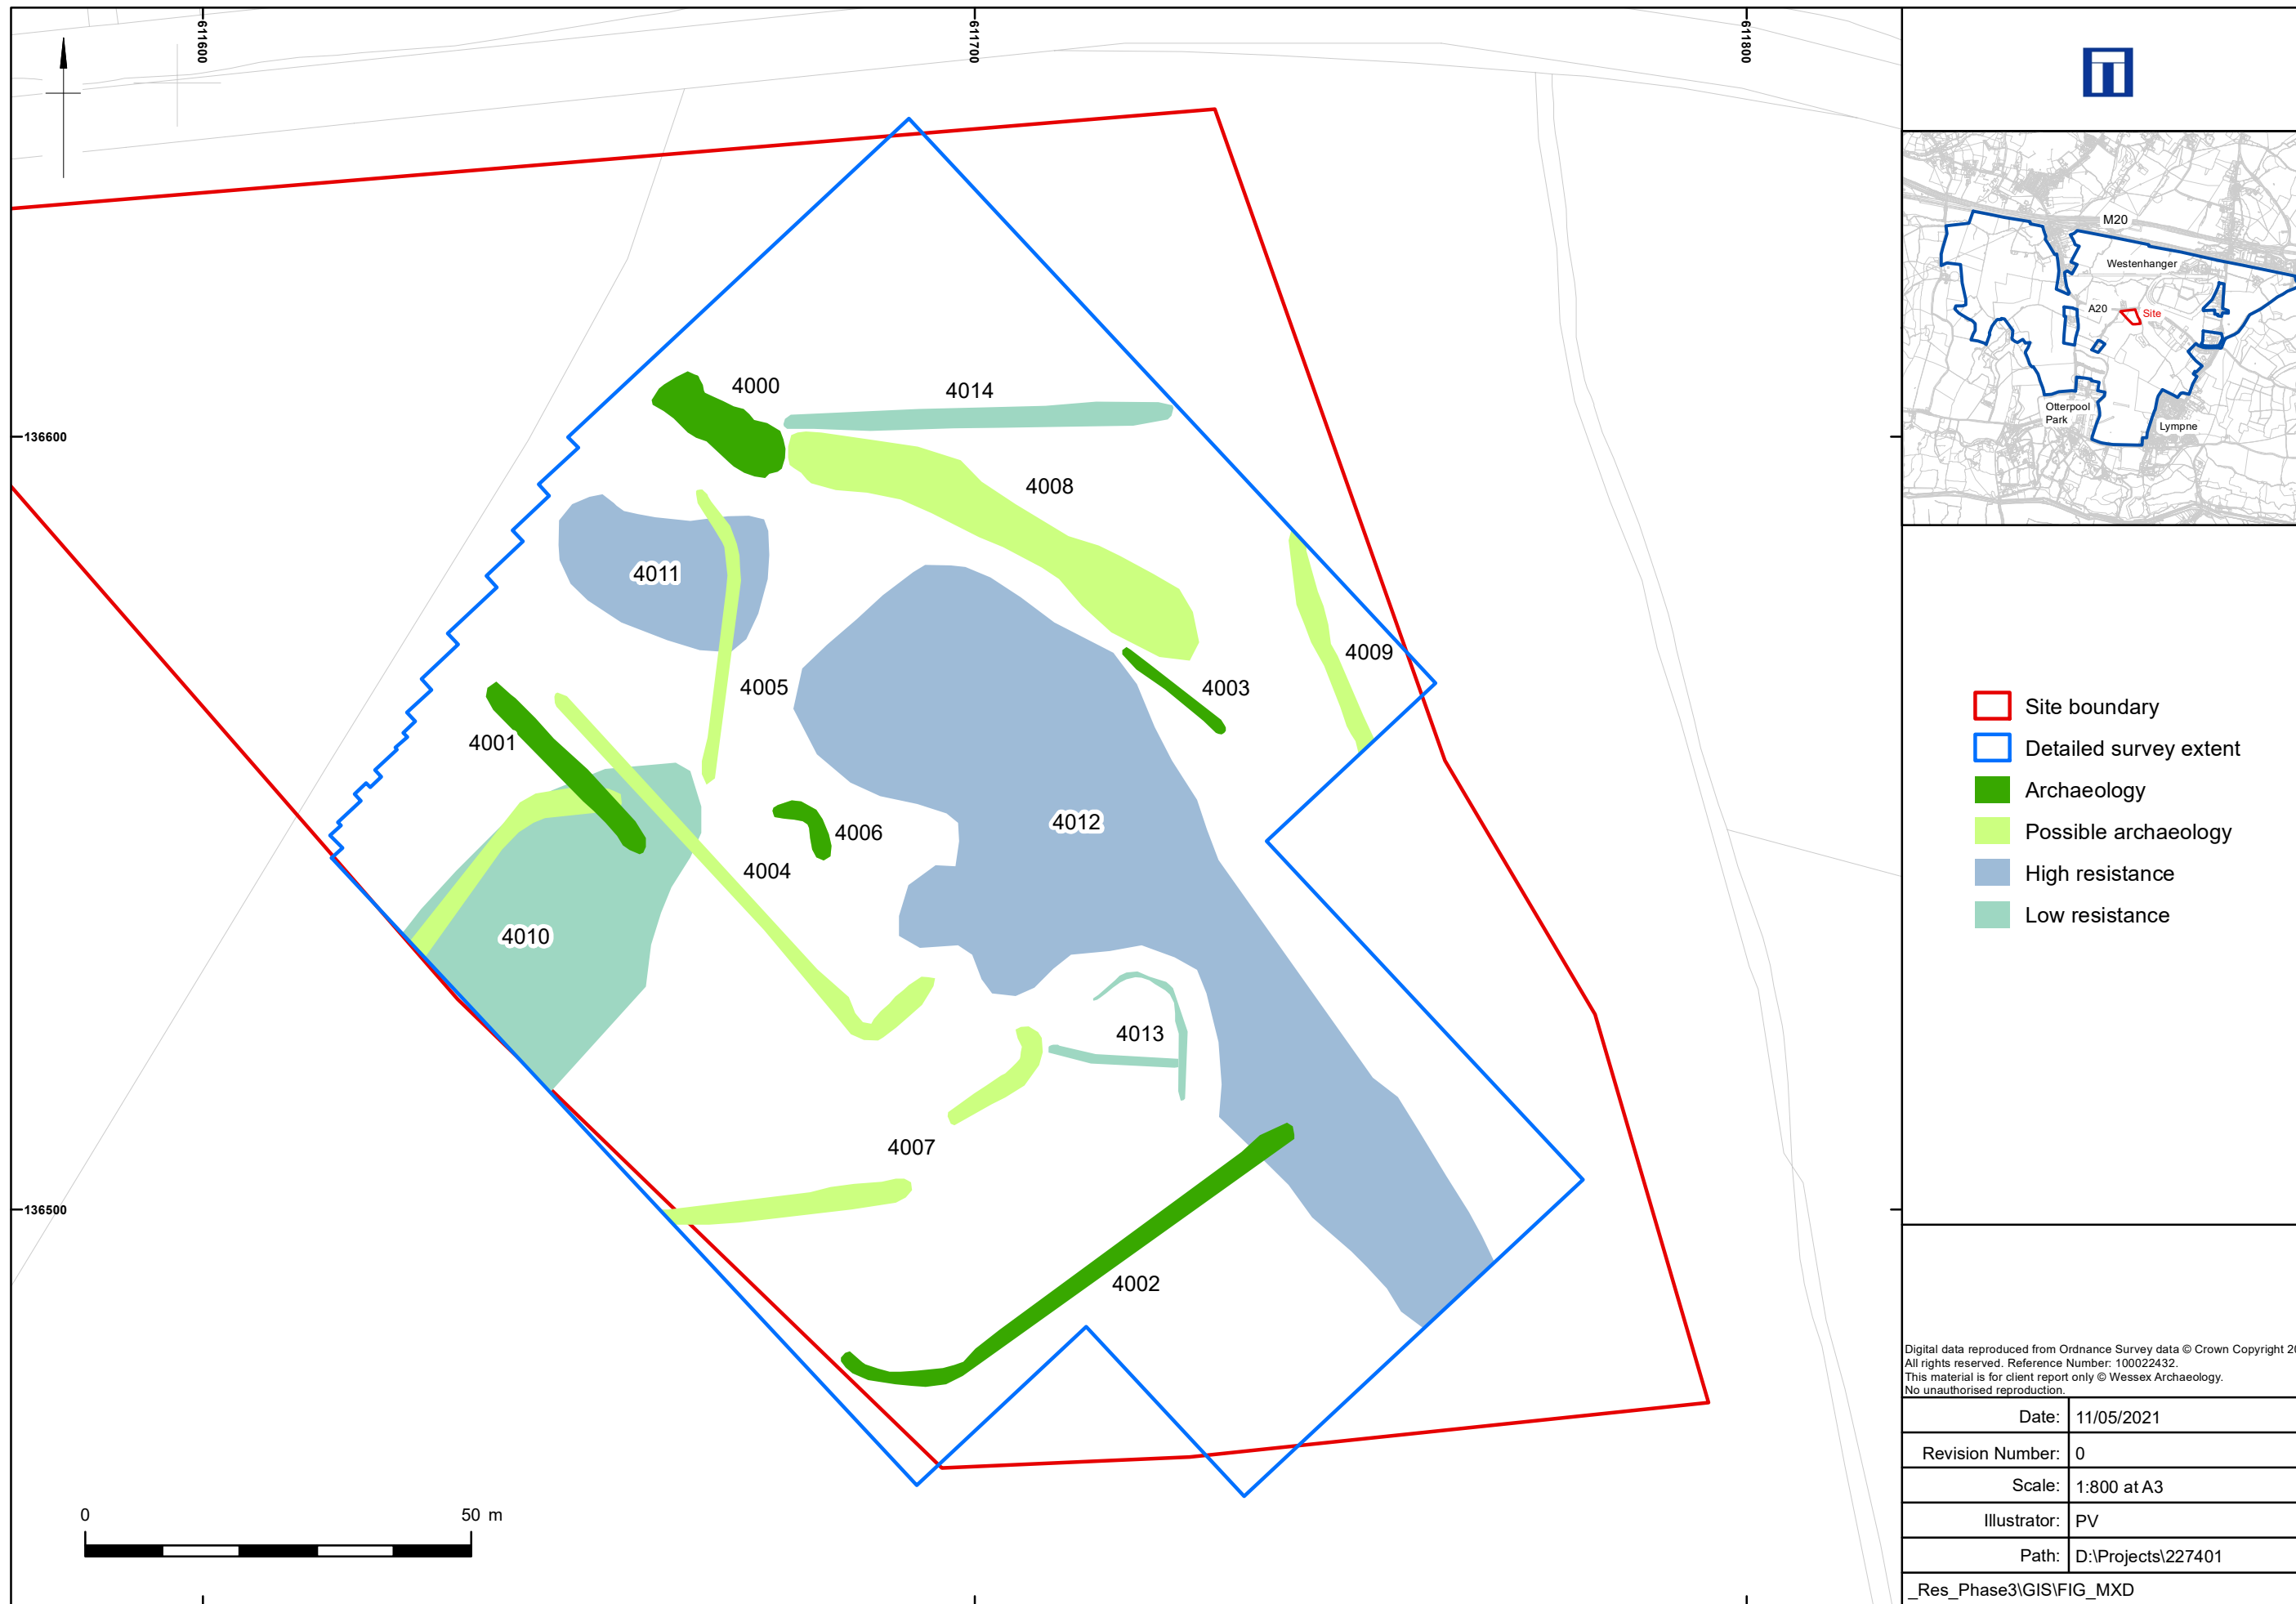 611600
611700
611800
136600
136500
4000
4014
4008
4011
4009
4005
4003
4001
4006
4012
4004
4010
4013
4007
4002
0
50 m
M20
Westenhanger
A20
Site
Otterpool
Park
Lympne
Site boundary
Detailed survey extent
Archaeology
Possible archaeology
High resistance
Low resistance
Digital data reproduced from Ordnance Survey data © Crown Copyright 20
All rights reserved. Reference Number: 100022432.
This material is for client report only © Wessex Archaeology.
No unauthorised reproduction.
Date: 11/05/2021
Revision Number: 0
Scale: 1:800 at A3
Illustrator: PV
Path: D:\Projects\227401
_Res_Phase3\GIS\FIG_MXD